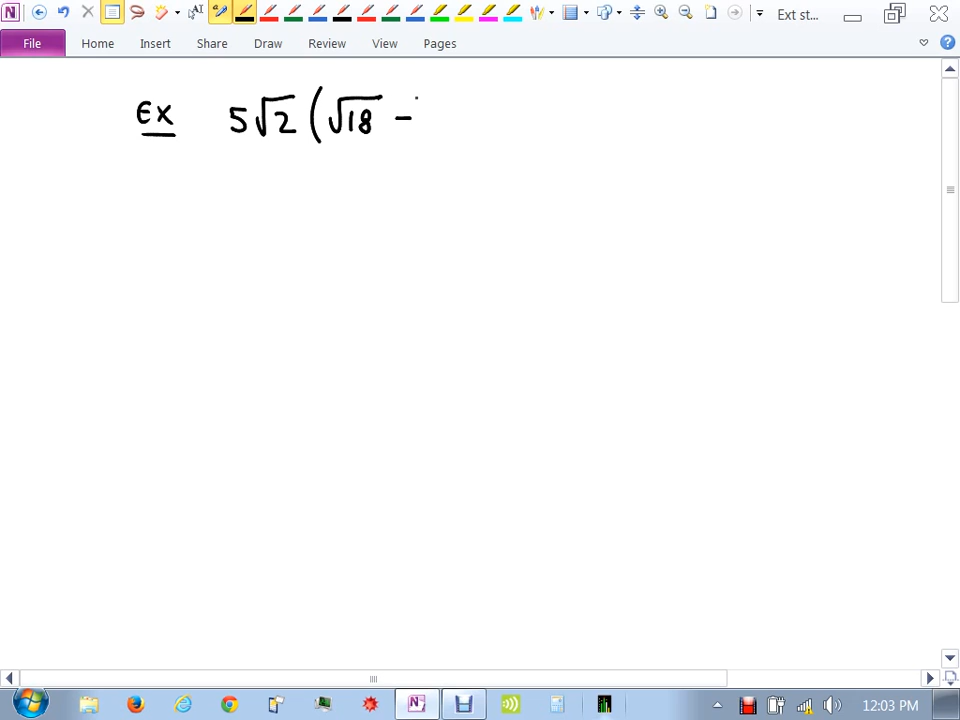 Ext st...
File Home Insert Share Draw Review View Pages
Ex 5√2 (√18 -
12:03 PM